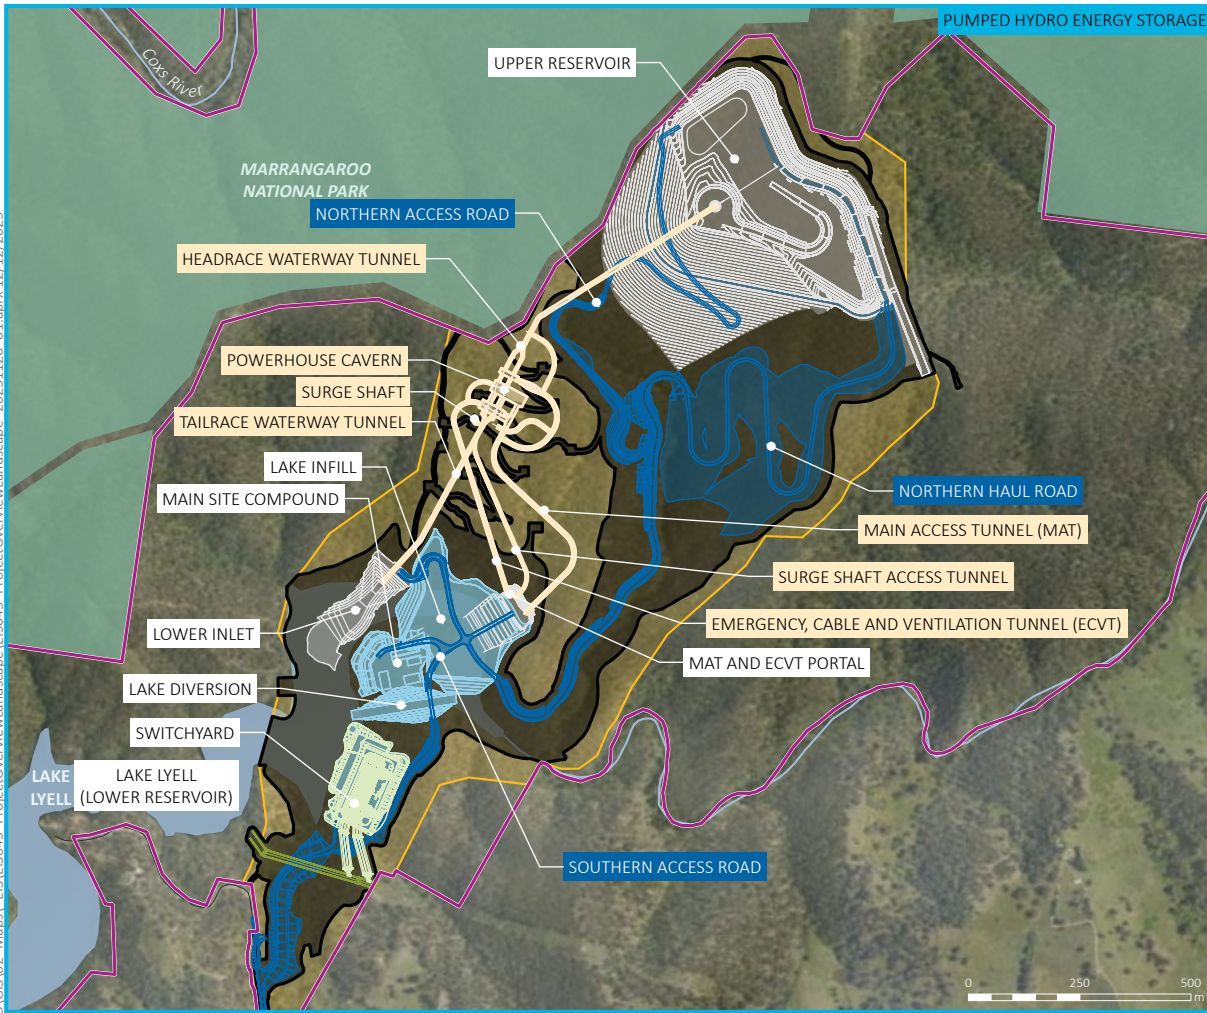 PUMPED HYDRO ENERGY STORAGE
Coxs River
UPPER RESERVOIR
MARRANGAROO
NATIONAL PARK
NORTHERN ACCESS ROAD
HEADRACE WATERWAY TUNNEL
POWERHOUSE CAVERN
SURGE SHAFT
TAILRACE WATERWAY TUNNEL
LAKE INFILL
MAIN SITE COMPOUND
NORTHERN HAUL ROAD
MAIN ACCESS TUNNEL (MAT)
SURGE SHAFT ACCESS TUNNEL
EMERGENCY, CABLE AND VENTILATION TUNNEL (ECVT)
LOWER INLET
MAT AND ECVT PORTAL
LAKE DIVERSION
SWITCHYARD
LAKE
LYELL
LAKE LYELL
(LOWER RESERVOIR)
SOUTHERN ACCESS ROAD
0 250 500
m